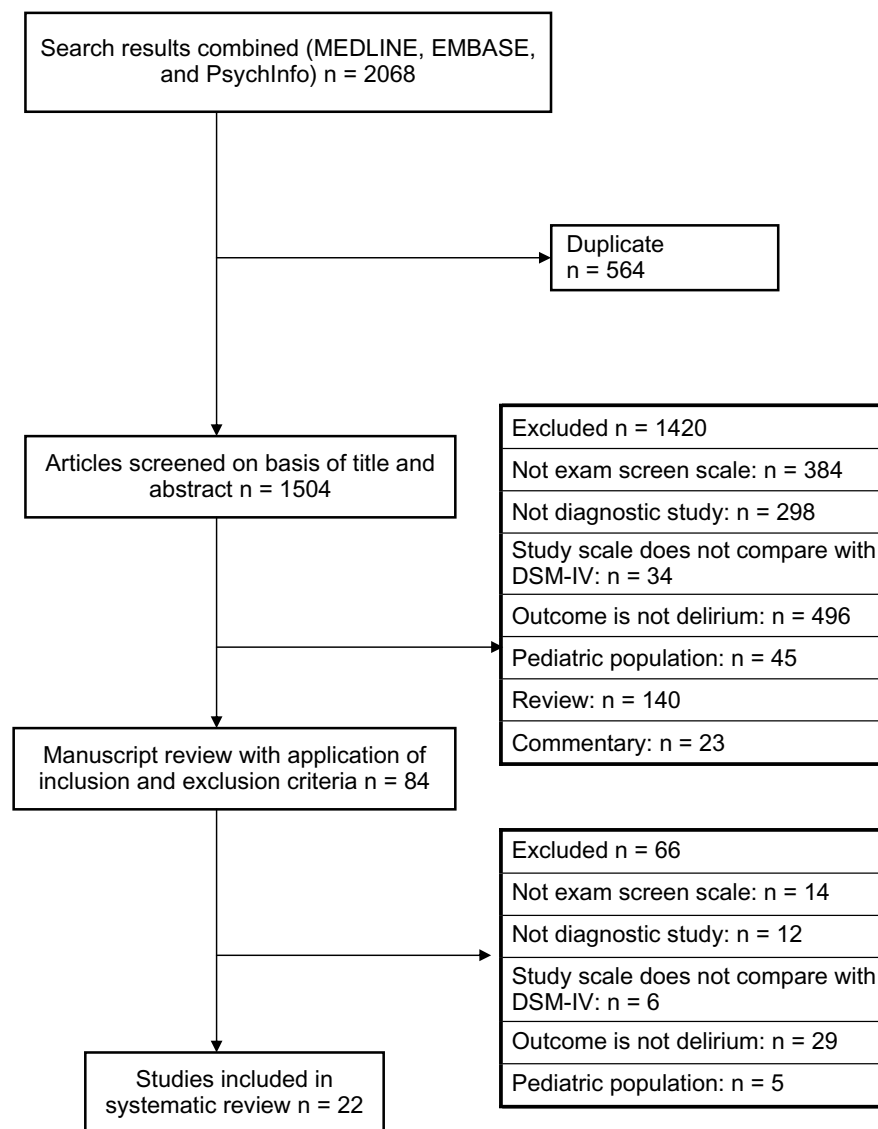 Search results combined (MEDLINE, EMBASE,
and PsychInfo) n = 2068
Duplicate
n = 564
Articles screened on basis of title and
abstract n = 1504
Excluded n = 1420
Not exam screen scale: n = 384
Not diagnostic study: n = 298
Study scale does not compare with
DSM-IV: n = 34
Outcome is not delirium: n = 496
Pediatric population: n = 45
Review: n = 140
Commentary: n = 23
Manuscript review with application of
inclusion and exclusion criteria n = 84
Excluded n = 66
Not exam screen scale: n = 14
Not diagnostic study: n = 12
Study scale does not compare with
DSM-IV: n = 6
Outcome is not delirium: n = 29
Pediatric population: n = 5
Studies included in
systematic review n = 22